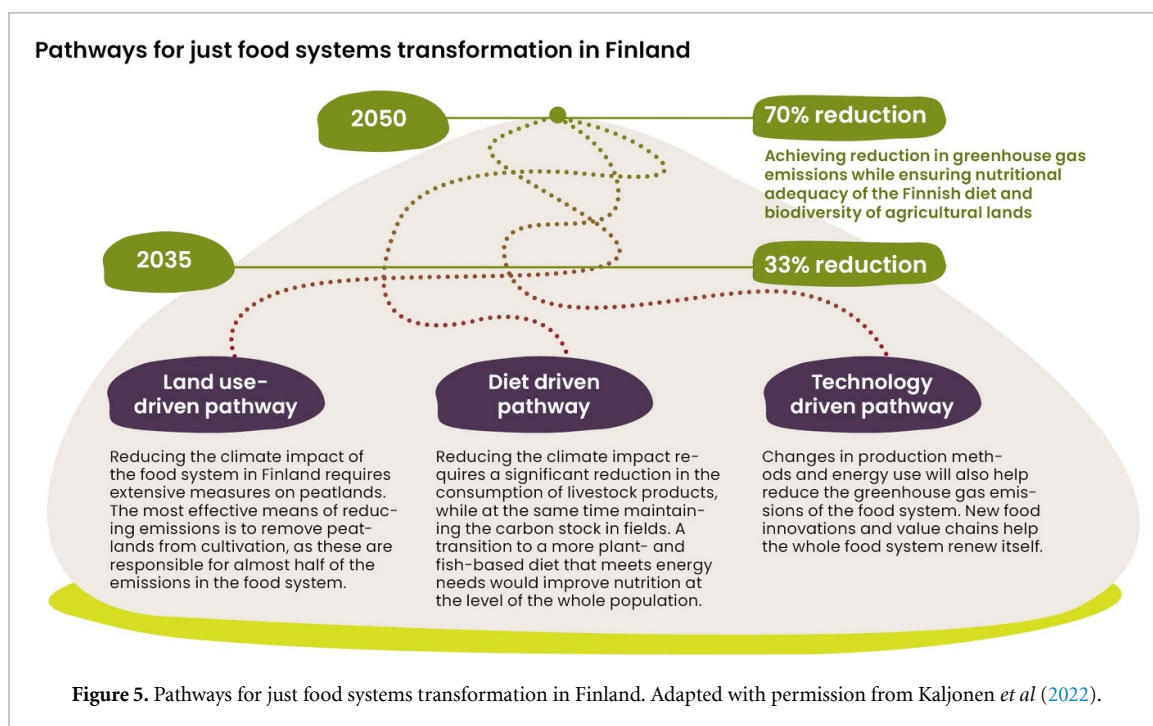 Pathways for just food systems transformation in Finland
2050
70% reduction
Achieving reduction in greenhouse gas
emissions while ensuring nutritional
adequacy of the Finnish diet and
biodiversity of agricultural lands
2035
33% reduction
Land use-
driven pathway
Reducing the climate impact of
the food system in Finland requires
extensive measures on peatlands.
The most effective means of reduc-
ing emissions is to remove peat-
lands from cultivation, as these are
responsible for almost half of the
emissions in the food system.
Diet driven
pathway
Reducing the climate impact re-
quires a significant reduction in the
consumption of livestock products,
while at the same time maintain-
ing the carbon stock in fields. A
transition to a more plant- and
fish-based diet that meets energy
needs would improve nutrition at
the level of the whole population.
Technology
driven pathway
Changes in production meth-
ods and energy use will also help
reduce the greenhouse gas emis-
sions of the food system. New food
innovations and value chains help
the whole food system renew itself.
Figure 5. Pathways for just food systems transformation in Finland. Adapted with permission from Kaljonen et al (2022).